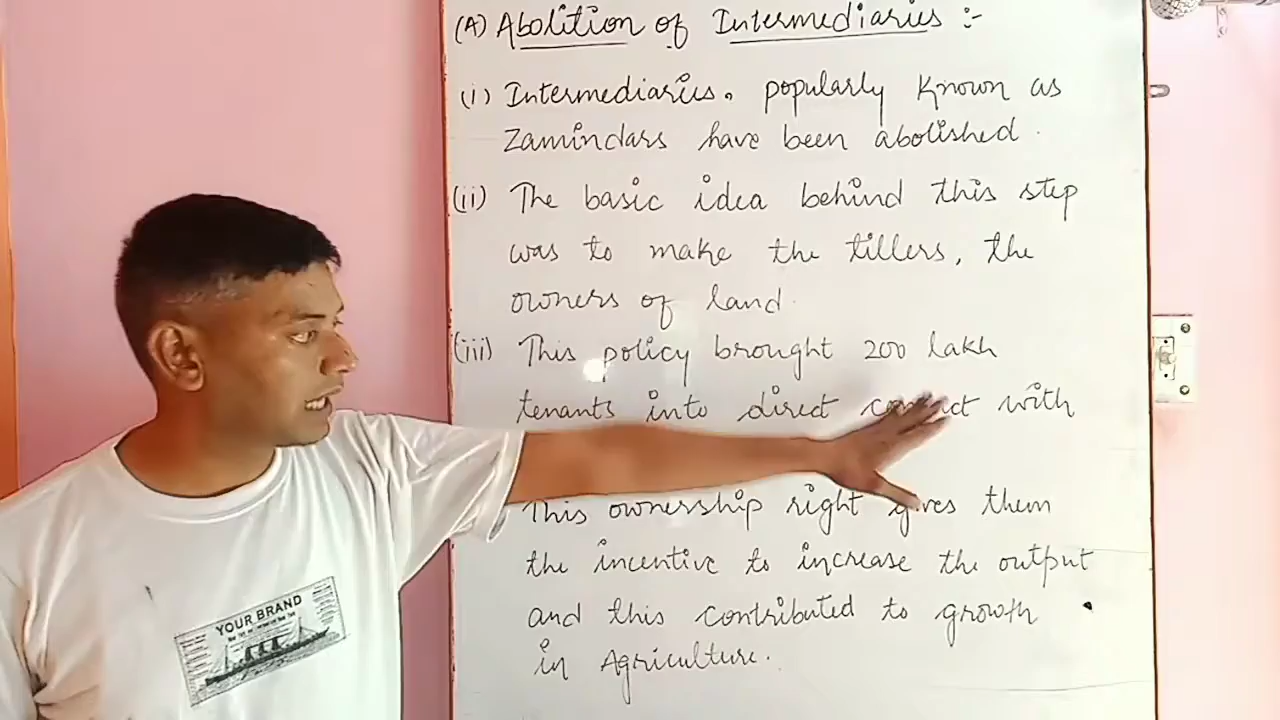 (A) Abolition of Intermediaries :-
(i) Intermediaries. popularly known as
Zamindars have been abolished.
(ii) The basic idea behind this step
was to make the tillers, the
owners of land.
(iii) This policy brought 200 lakh
tenants into direct contact with
This ownership right gives them
the incentive to increase the output
and this contributed to growth
in Agriculture.
YOUR BRAND